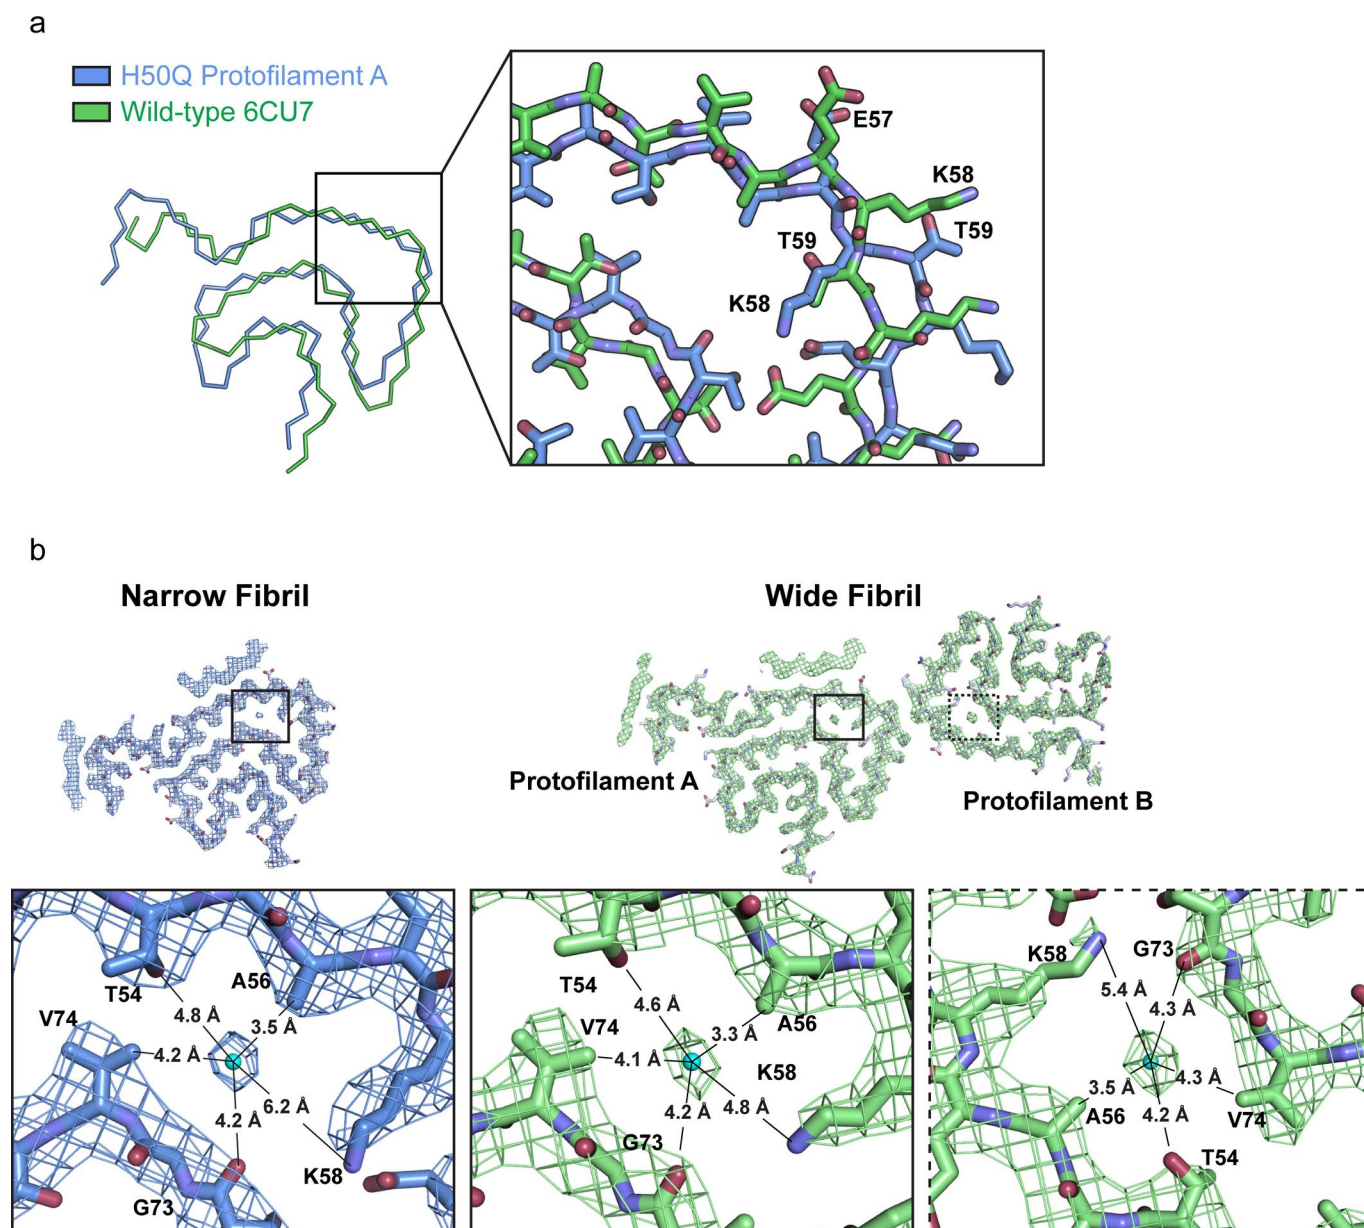 a
H50Q Protofilament A
Wild-type 6CU7
E57
K58
T59
T59
K58
b
Narrow Fibril
Wide Fibril
Protofilament A
Protofilament B
T54
A56
V74
4.8 Å
3.5 Å
4.2 Å
6.2 Å
4.2 Å
K58
G73
T54
4.6 Å
V74
A56
3.3 Å
4.1 Å
K58
4.2 Å
4.8 Å
G73
K58
G73
5.4 Å
4.3 Å
3.5 Å
4.3 Å
A56
4.2 Å
V74
T54